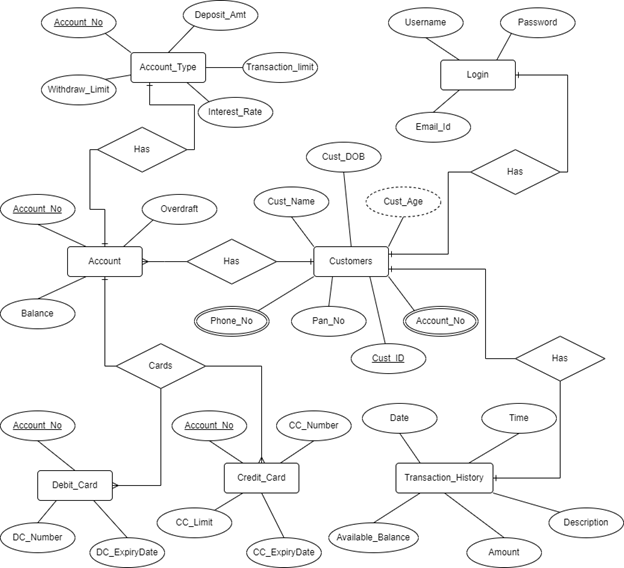 Account_No
Deposit_Amt
Username
Password
Account_Type
Transaction_limit
Login
Withdraw_Limit
Interest_Rate
Email_Id
Has
Cust_DOB
Has
Cust_Name
Cust_Age
Account_No
Overdraft
Account
Has
Customers
Balance
Phone_No
Pan_No
Account_No
Cust_ID
Has
Cards
Account_No
Account_No
CC_Number
Date
Time
Debit_Card
Credit_Card
Transaction_History
CC_Limit
Description
DC_Number
DC_ExpiryDate
CC_ExpiryDate
Available_Balance
Amount